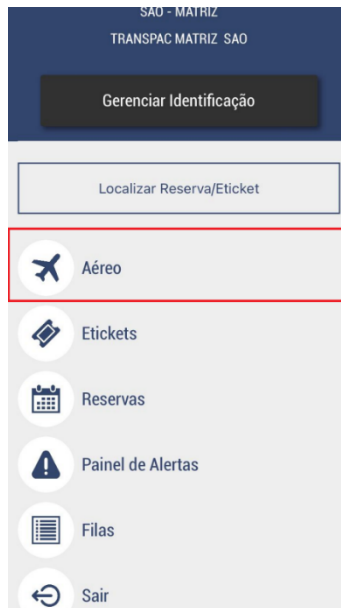 SAO - MATRIZ
TRANSPAC MATRIZ SAO
Gerenciar Identificação
Localizar Reserva/Eticket
Aéreo
Etickets
Reservas
Painel de Alertas
Filas
Sair